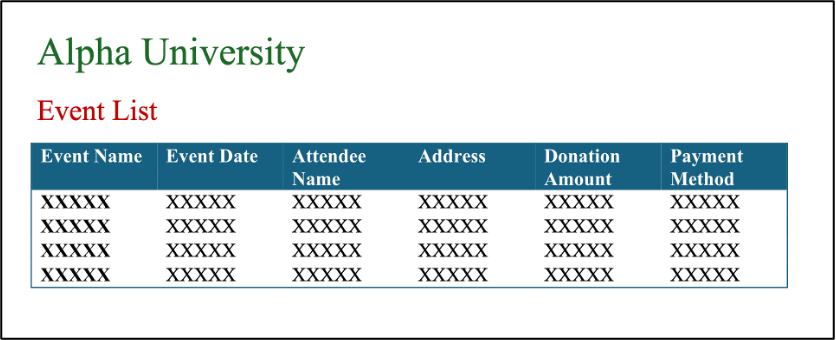 Alpha University
Event List
Event Name Event Date Attendee Name Address Donation Amount Payment Method
XXXXX XXXXX XXXXX XXXXX XXXXX XXXXX
XXXXX XXXXX XXXXX XXXXX XXXXX XXXXX
XXXXX XXXXX XXXXX XXXXX XXXXX XXXXX
XXXXX XXXXX XXXXX XXXXX XXXXX XXXXX